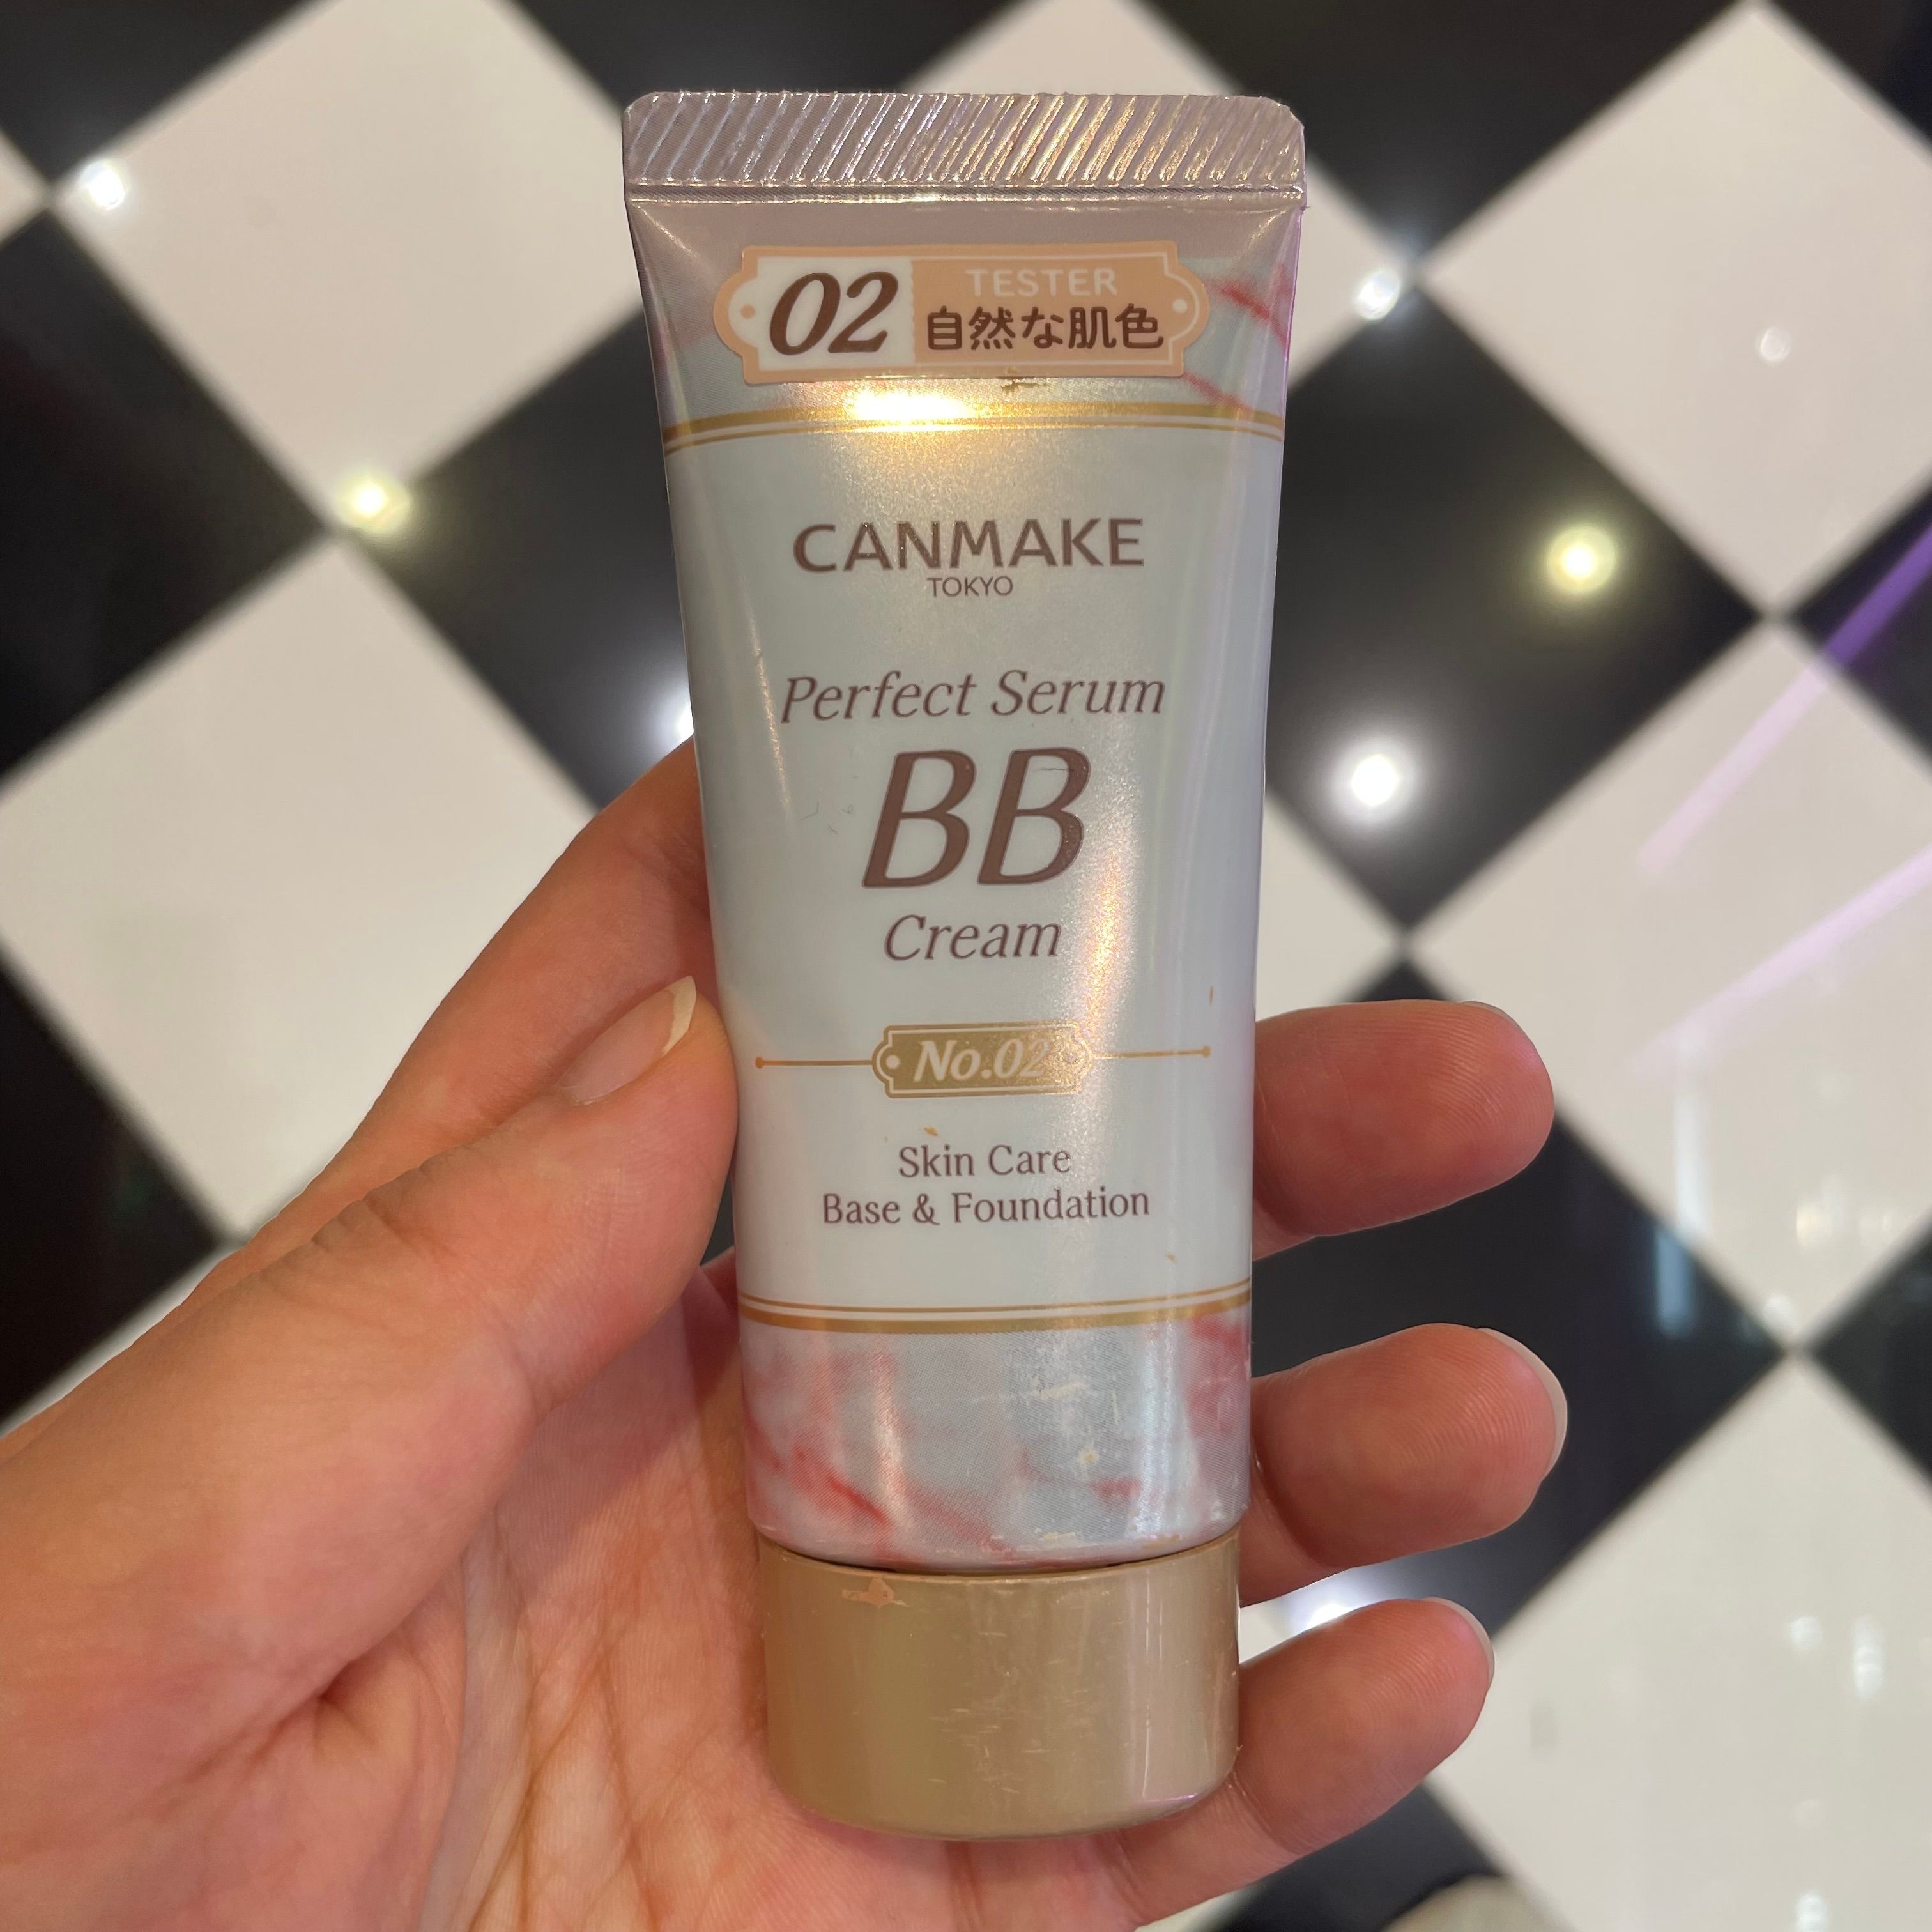 02 TESTER
自然な肌色
CANMAKE
TOKYO
Perfect Serum
BB
Cream
No.02
Skin Care
Base & Foundation